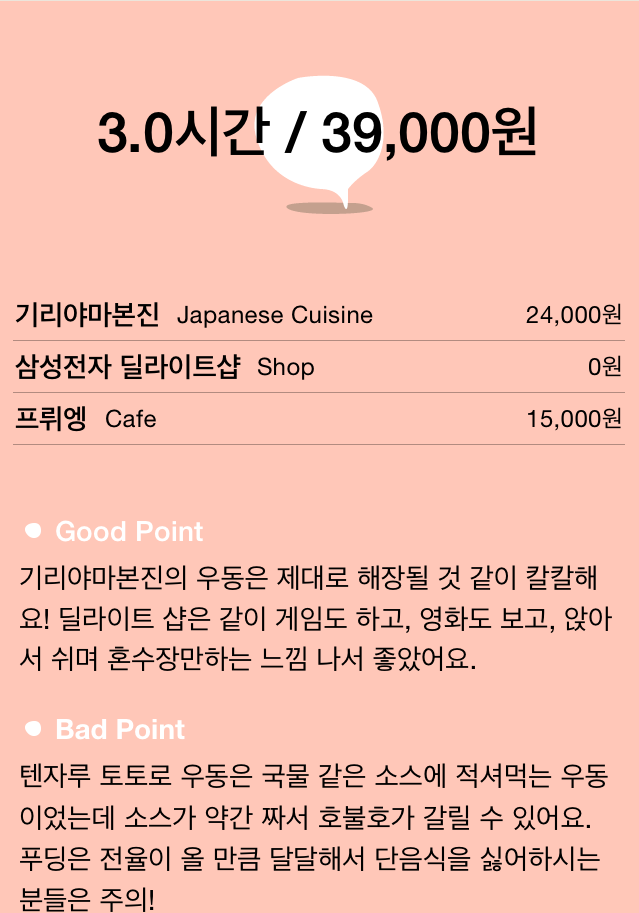 3.0시간 / 39,000원
기리야마본진 Japanese Cuisine 24,000원
삼성전자 딜라이트샵 Shop 0원
프뤼엥 Cafe 15,000원
Good Point
기리야마본진의 우동은 제대로 해장될 것 같이 칼칼해
요! 딜라이트 샵은 같이 게임도 하고, 영화도 보고, 앉아
서 쉬며 혼수장만하는 느낌 나서 좋았어요.
Bad Point
텐자루 토토로 우동은 국물 같은 소스에 적셔먹는 우동
이었는데 소스가 약간 짜서 호불호가 갈릴 수 있어요.
푸딩은 전율이 올 만큼 달달해서 단음식을 싫어하시는
분들은 주의!